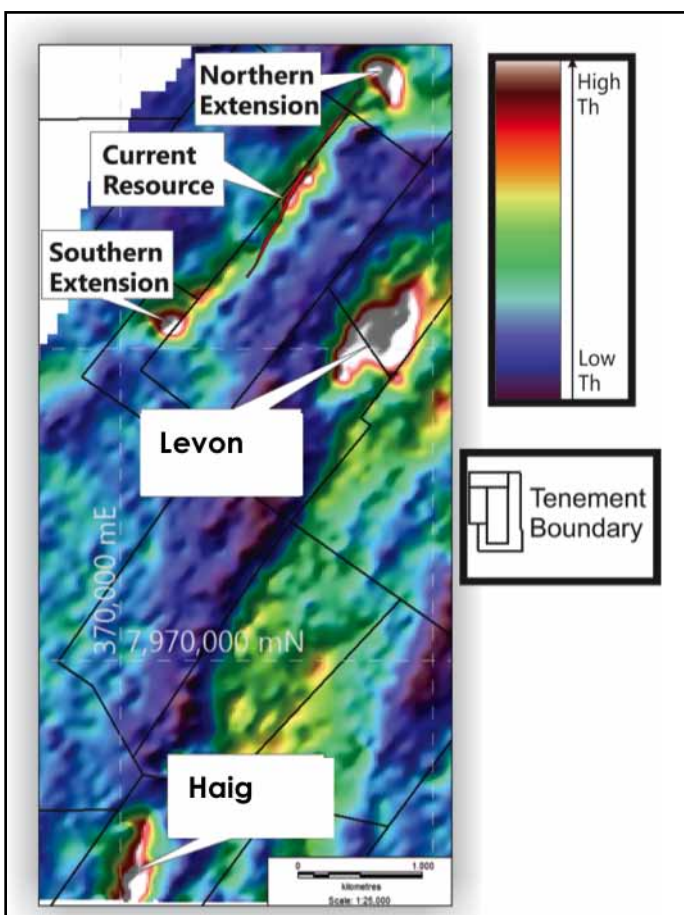 Northern
Extension
Current
Resource
Southern
Extension
Levon
370,000 mE
7,970,000 mN
Haig
0 1,000
kilometres
Scale: 1:25,000
High
Th
Low
Th
Tenement
Boundary